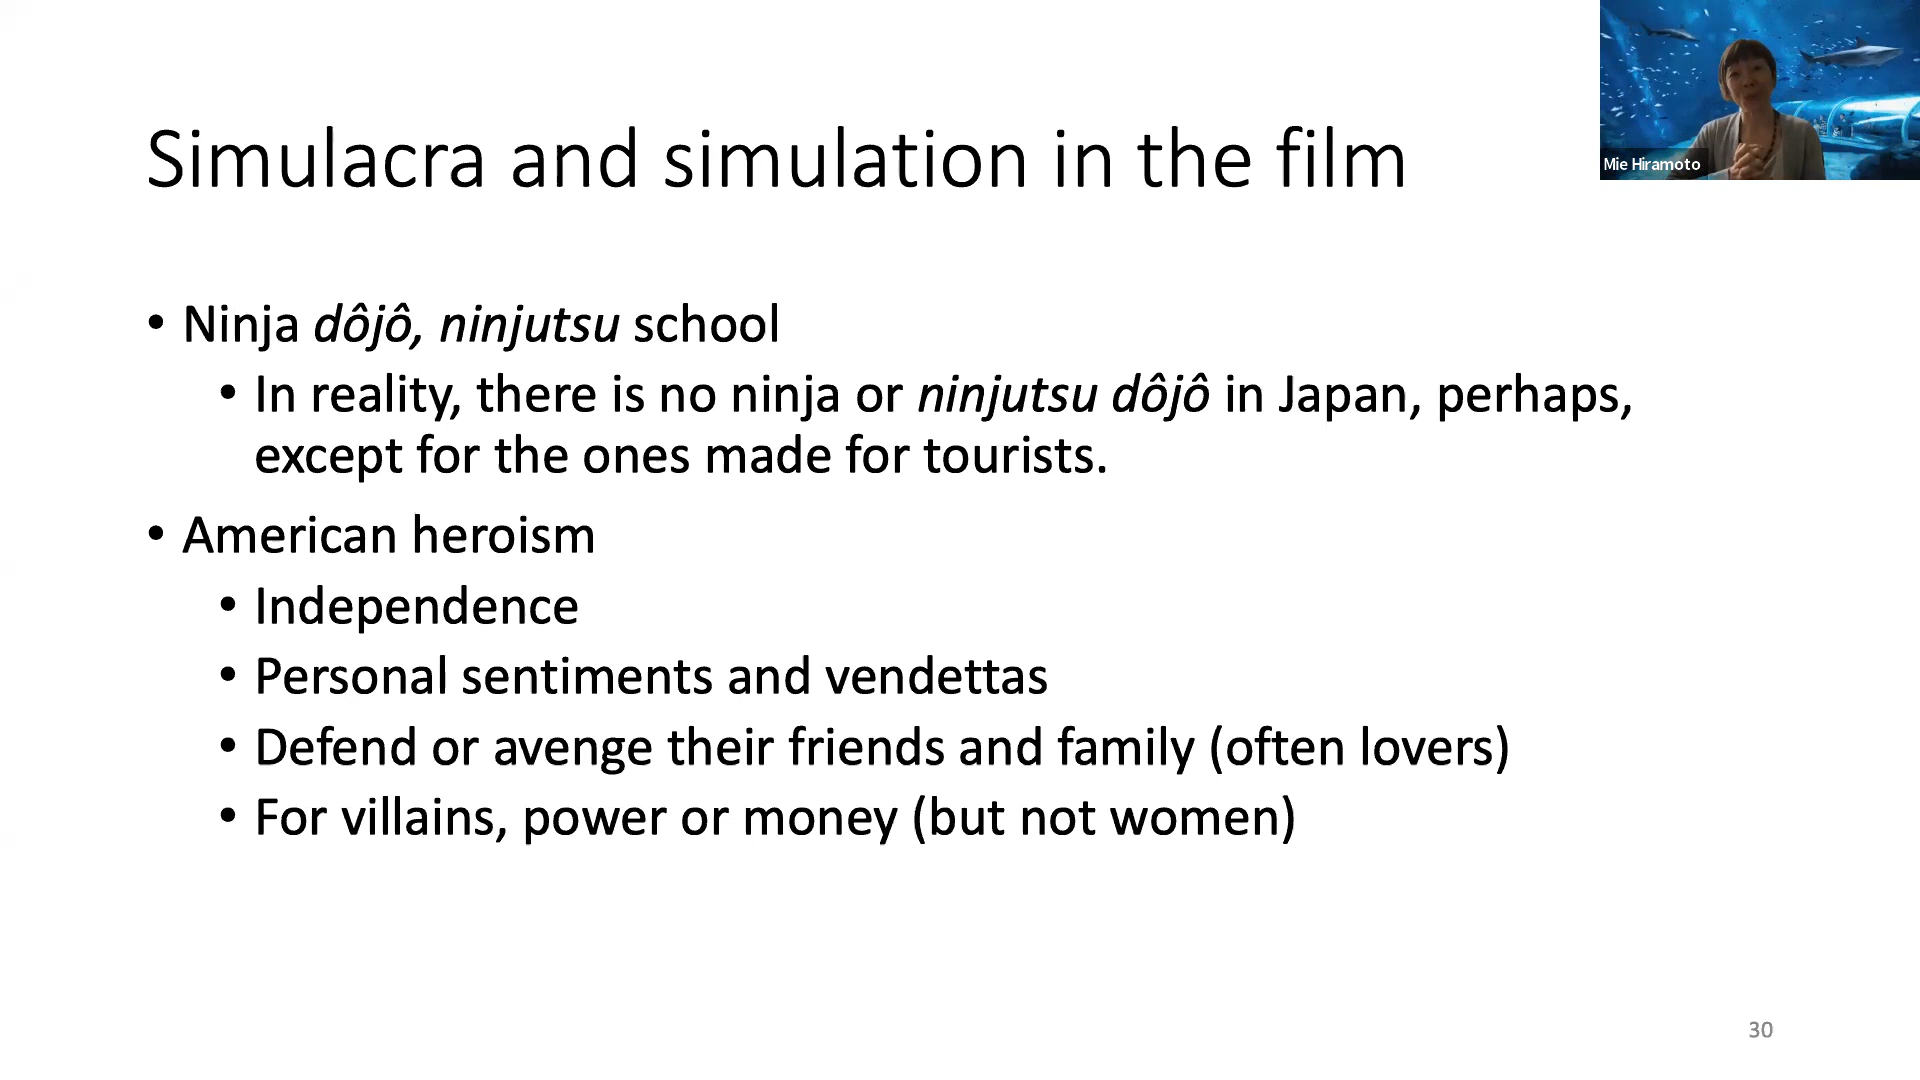 Simulacra and simulation in the film
Mie Hiramoto
• Ninja dôjô, ninjutsu school
• In reality, there is no ninja or ninjutsu dôjô in Japan, perhaps,
except for the ones made for tourists.
• American heroism
• Independence
• Personal sentiments and vendettas
• Defend or avenge their friends and family (often lovers)
• For villains, power or money (but not women)
30